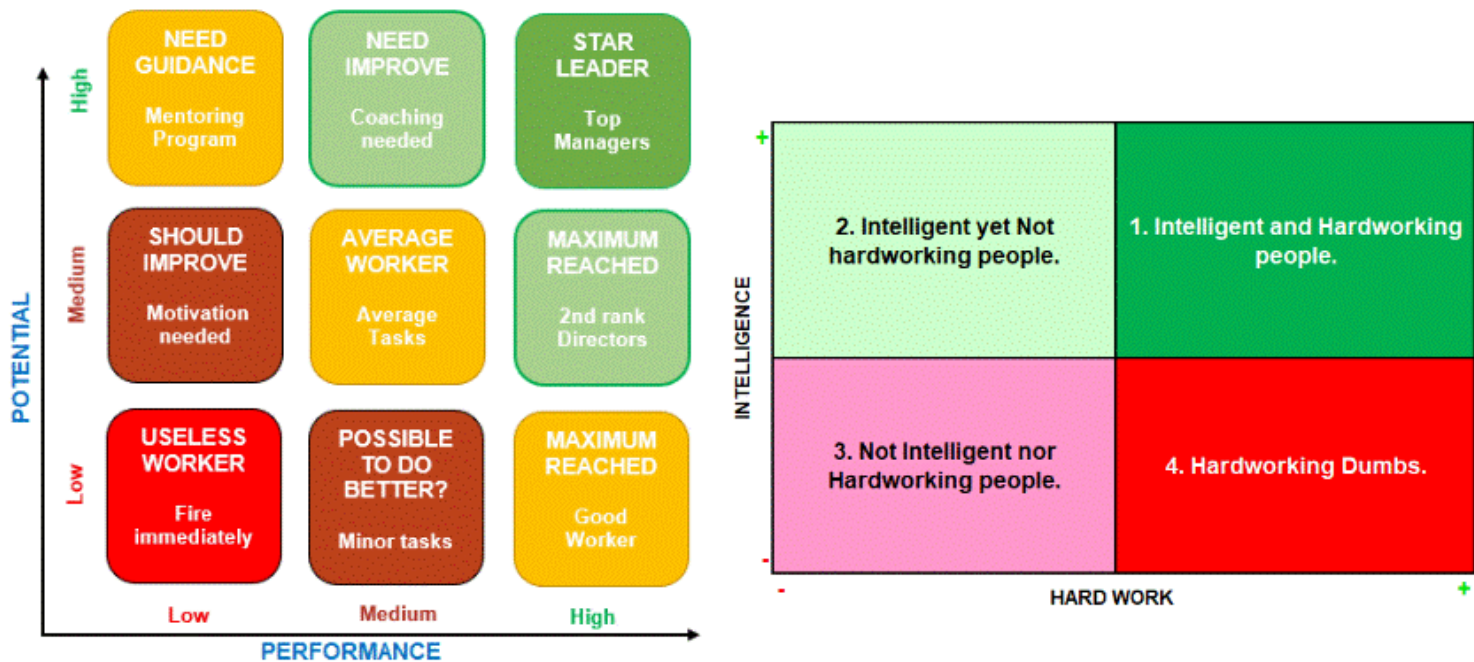 POTENTIAL
High
Medium
Low
NEED
GUIDANCE
Mentoring
Program
NEED
IMPROVE
Coaching
needed
STAR
LEADER
Top
Managers
SHOULD
IMPROVE
Motivation
needed
AVERAGE
WORKER
Average
Tasks
MAXIMUM
REACHED
2nd rank
Directors
USELESS
WORKER
Fire
immediately
POSSIBLE
TO DO
BETTER?
Minor tasks
MAXIMUM
REACHED
Good
Worker
Low
Medium
High
PERFORMANCE
+
INTELLIGENCE
-
2. Intelligent yet Not
hardworking people.
1. Intelligent and Hardworking
people.
3. Not Intelligent nor
Hardworking people.
4. Hardworking Dumbs.
-
HARD WORK
+